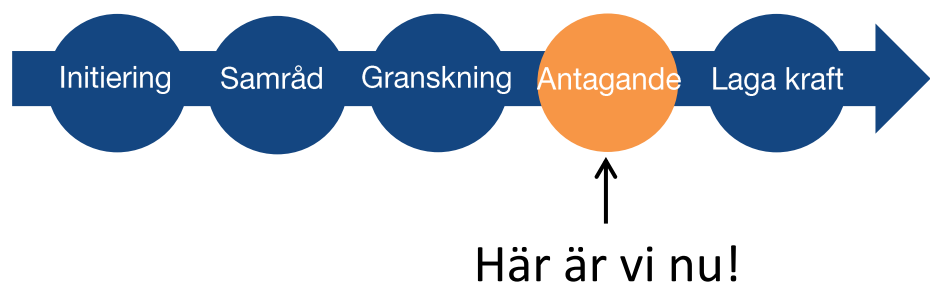 Initiering Samråd Granskning Antagande Laga kraft
Här är vi nu!